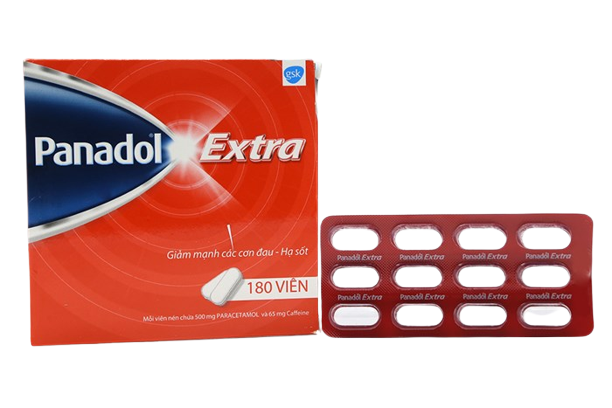 gsk
Panadol Extra
Giảm mạnh các cơn đau - Hạ sốt
180 VIÊN
Mỗi viên nén chứa 500 mg PARACETAMOL và 65 mg Caffeine
Panadol Extra Panadol Extra Panadol Extra Panadol Extra
Panadol Extra Panadol Extra Panadol Extra Panadol Extra